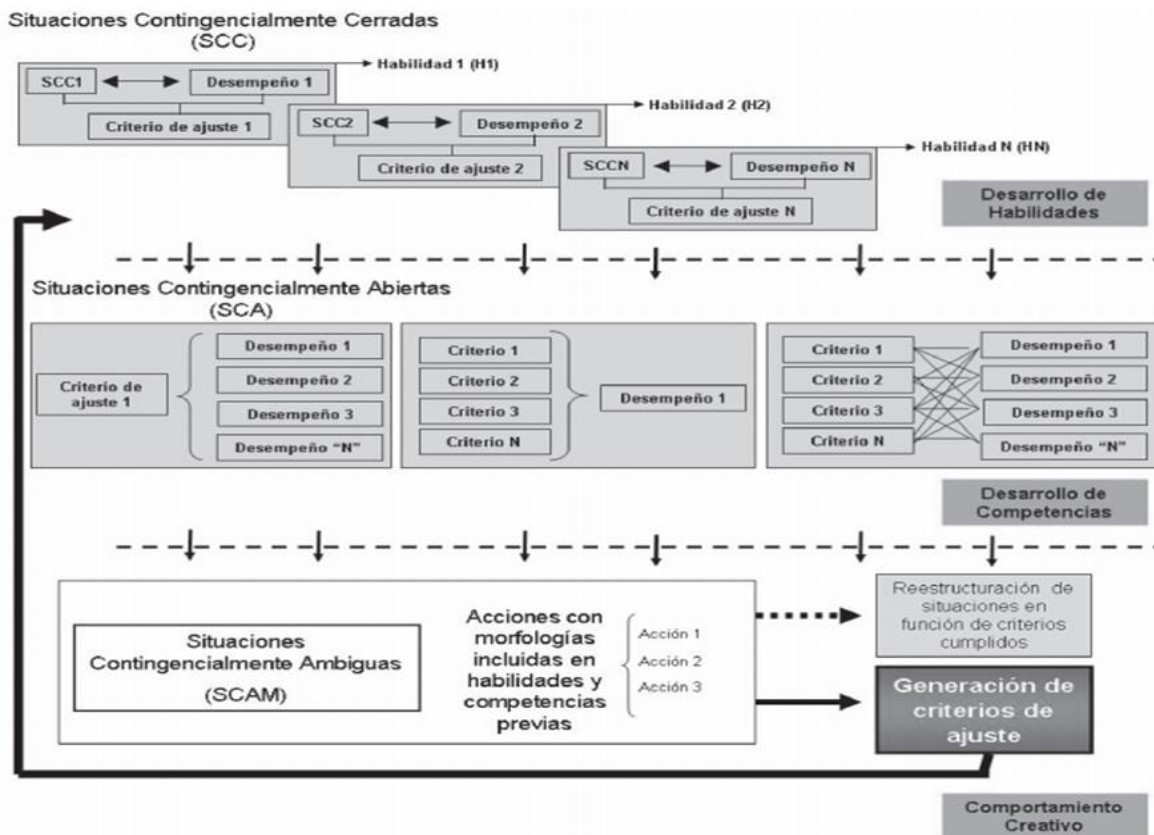 Situaciones Contingencialmente Cerradas
(SCC)
SCC1
Desempeño 1
Criterio de ajuste 1
Habilidad 1 (H1)
SCC2
Desempeño 2
Criterio de ajuste 2
Habilidad 2 (H2)
SCCN
Desempeño N
Criterio de ajuste N
Habilidad N (HN)
Desarrollo de
Habilidades
Situaciones Contingencialmente Abiertas
(SCA)
Criterio de
ajuste 1
Desempeño 1
Desempeño 2
Desempeño 3
Desempeño “N”
Criterio 1
Criterio 2
Criterio 3
Criterio N
Desempeño 1
Criterio 1
Criterio 2
Criterio 3
Criterio N
Desempeño 1
Desempeño 2
Desempeño 3
Desempeño “N”
Desarrollo de
Competencias
Situaciones
Contingencialmente Ambiguas
(SCAM)
Acciones con
morfologías
incluidas en
habilidades y
competencias
previas
Acción 1
Acción 2
Acción 3
Reestructuración de
situaciones en
función de criterios
cumplidos
Generación de
criterios de
ajuste
Comportamiento
Creativo